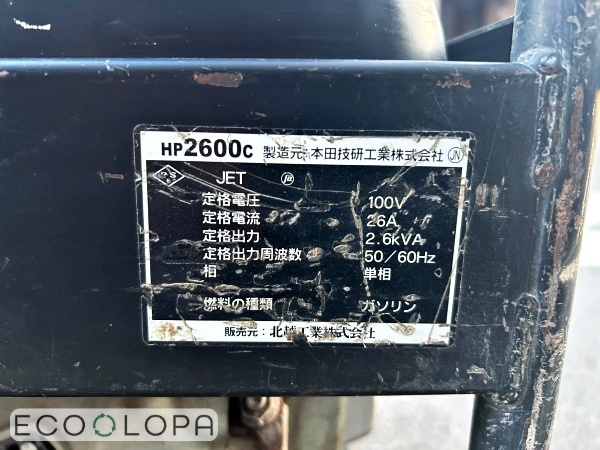 HP2600C 製造元:本田技研工業株式会社 JN
PSE JET JET
定格電圧 100V
定格電流 26A
定格出力 2.6kVA
定格出力周波数 50/60Hz
相 単相
燃料の種類 ガソリン
販売元:北越工業株式会社
ECOOLOPA